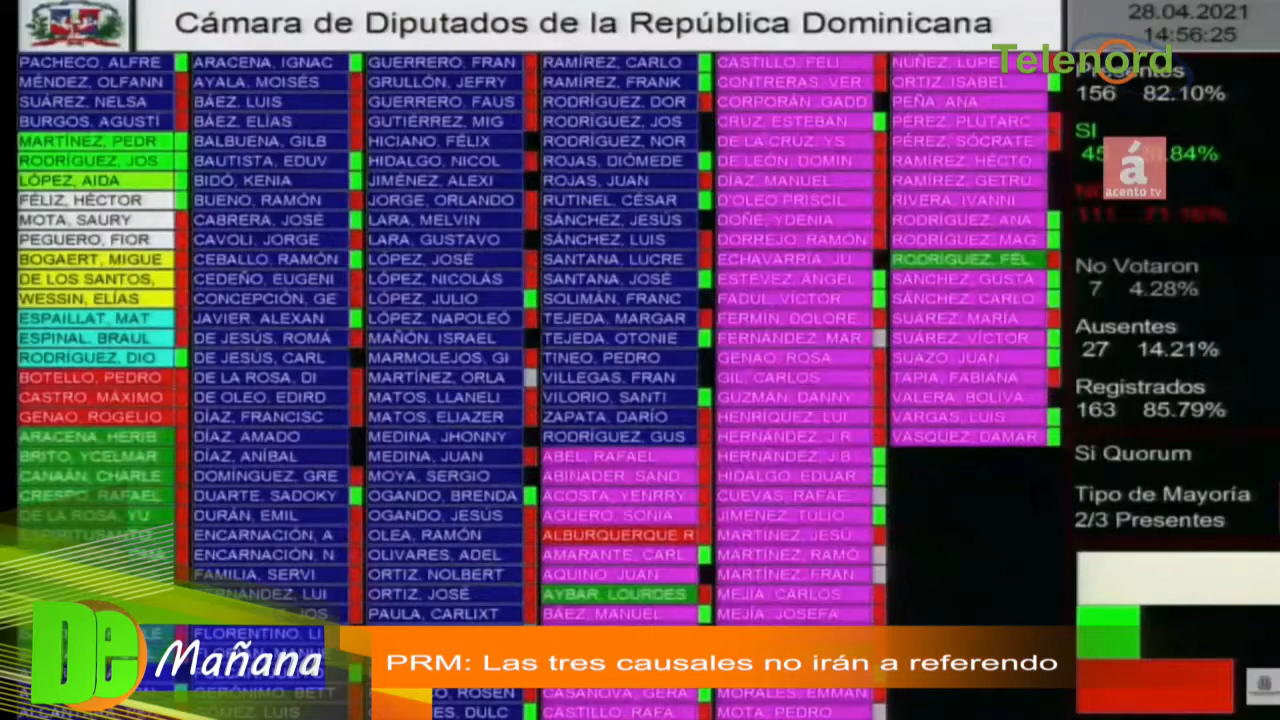 Cámara de Diputados de la República Dominicana
28.04.2021
14:56:25
Telenord
PACHECO, ALFRE
MÉNDEZ, OLFANN
SUÁREZ, NELSA
BURGOS, AGUSTÍ
MARTÍNEZ, PEDR
RODRÍGUEZ, JOS
LÓPEZ, AIDA
FÉLIZ, HÉCTOR
MOTA, SAURY
PEGUERO, FIOR
BOGAERT, MIGUE
DE LOS SANTOS,
WESSIN, ELÍAS
ESPAILLAT, MAT
ESPINAL, BRAUL
RODRÍGUEZ, DIO
BOTELLO, PEDRO
CASTRO, MÁXIMO
GENAO, ROGELIO
ARACENA, HERIB
BRITO, YCELMAR
CANAÁN, CHARLE
CRESPO, RAFAEL
DE LA ROSA, YU
ARACENA, IGNAC
AYALA, MOISÉS
BÁEZ, LUIS
BÁEZ, ELÍAS
BALBUENA, GILB
BAUTISTA, EDUV
BIDÓ, KENIA
BUENO, RAMÓN
CABRERA, JOSÉ
CAVOLI, JORGE
CEBALLO, RAMÓN
CEDEÑO, EUGENI
CONCEPCIÓN, GE
JAVIER, ALEXAN
DE JESÚS, ROMÁ
DE JESÚS, CARL
DE LA ROSA, DI
DE OLEO, EDIRD
DÍAZ, FRANCISC
DÍAZ, AMADO
DÍAZ, ANÍBAL
DOMÍNGUEZ, GRE
DUARTE, SADOKY
DURÁN, EMIL
ENCARNACIÓN, A
ENCARNACIÓN, N
FAMILIA, SERVI
FLORENTINO, LI
GERÓNIMO, BETT
GÓMEZ, LUIS
GUERRERO, FRAN
GRULLÓN, JEFRY
GUERRERO, FAUS
GUTIÉRREZ, MIG
HICIANO, FÉLIX
HIDALGO, NICOL
JIMÉNEZ, ALEXI
JORGE, ORLANDO
LARA, MELVIN
LARA, GUSTAVO
LÓPEZ, JOSÉ
LÓPEZ, NICOLÁS
LÓPEZ, JULIO
LÓPEZ, NAPOLEÓ
MAÑÓN, ISRAEL
MARMOLEJOS, GI
MARTÍNEZ, ORLA
MATOS, LLANELI
MATOS, ELIAZER
MEDINA, JHONNY
MEDINA, JUAN
MOYA, SERGIO
OGANDO, BRENDA
OGANDO, JESÚS
OLEA, RAMÓN
OLIVARES, ADEL
ORTIZ, NOLBERT
ORTIZ, JOSÉ
PAULA, CARLIXT
RAMÍREZ, CARLO
RAMÍREZ, FRANK
RODRÍGUEZ, DOR
RODRÍGUEZ, JOS
RODRÍGUEZ, NOR
ROJAS, DIÓMEDE
ROJAS, JUAN
RUTINEL, CÉSAR
SÁNCHEZ, JESÚS
SÁNCHEZ, LUIS
SANTANA, LUCRE
SANTANA, JOSÉ
SOLIMÁN, FRANC
TEJEDA, MARGAR
TEJEDA, OTONIE
TINEO, PEDRO
VILLEGAS, FRAN
VILORIO, SANTI
ZAPATA, DARÍO
RODRÍGUEZ, GUS
ABEL, RAFAEL
ABINADER, SAND
ACOSTA, YENRRY
AGÜERO, SONIA
ALBURQUERQUE R
AMARANTE, CARL
AQUINO, JUAN
AYBAR, LOURDES
BÁEZ, MANUEL
CASANOVA, GERA
CASTILLO, RAFA
CASTILLO, FELI
CONTRERAS, VER
CORPORÁN, GADD
CRUZ, ESTEBAN
DE LA CRUZ, YS
DE LEÓN, DOMIN
DÍAZ, MANUEL
D'OLEO PRISCIL
DOÑE, YDENIA
DORREJO, RAMÓN
ECHAVARRÍA, JU
ESTÉVEZ, ÁNGEL
FADUL, VÍCTOR
FERMÍN, DOLORE
FERNÁNDEZ, MAR
GENAO, ROSA
GIL, CARLOS
GUZMÁN, DANNY
HENRÍQUEZ, LUI
HERNÁNDEZ, J.R
HERNÁNDEZ, J.B
HIDALGO, EDUAR
CUEVAS, RAFAE
JIMÉNEZ, TULIO
MARTÍNEZ, JESÚ
MARTÍNEZ, RAMÓ
MARTÍNEZ, FRAN
MEJÍA, CARLOS
MEJÍA, JOSEFA
MORALES, EMMAN
MOTA, PEDRO
NÚÑEZ, LUPE
ORTIZ, ISABEL
PEÑA, ANA
PÉREZ, PLUTARC
PÉREZ, SÓCRATE
RAMÍREZ, HÉCTO
RAMÍREZ, GETRU
RIVERA, IVANNI
RODRÍGUEZ, ANA
RODRÍGUEZ, MAG
RODRÍGUEZ, FÉL
SÁNCHEZ, GUSTA
SÁNCHEZ, CARLO
SUÁREZ, MARÍA
SUÁREZ, VÍCTOR
SUAZO, JUAN
TAPIA, FABIANA
VALERA, BOLIVA
VARGAS, LUIS
VÁSQUEZ, DAMAR
Presentes
156 82.10%
SI
á
acento tv
111 71.16%
No Votaron
7 4.28%
Ausentes
27 14.21%
Registrados
163 85.79%
Si Quorum
Tipo de Mayoría
2/3 Presentes
De
Mañana
PRM: Las tres causales no irán a referendo